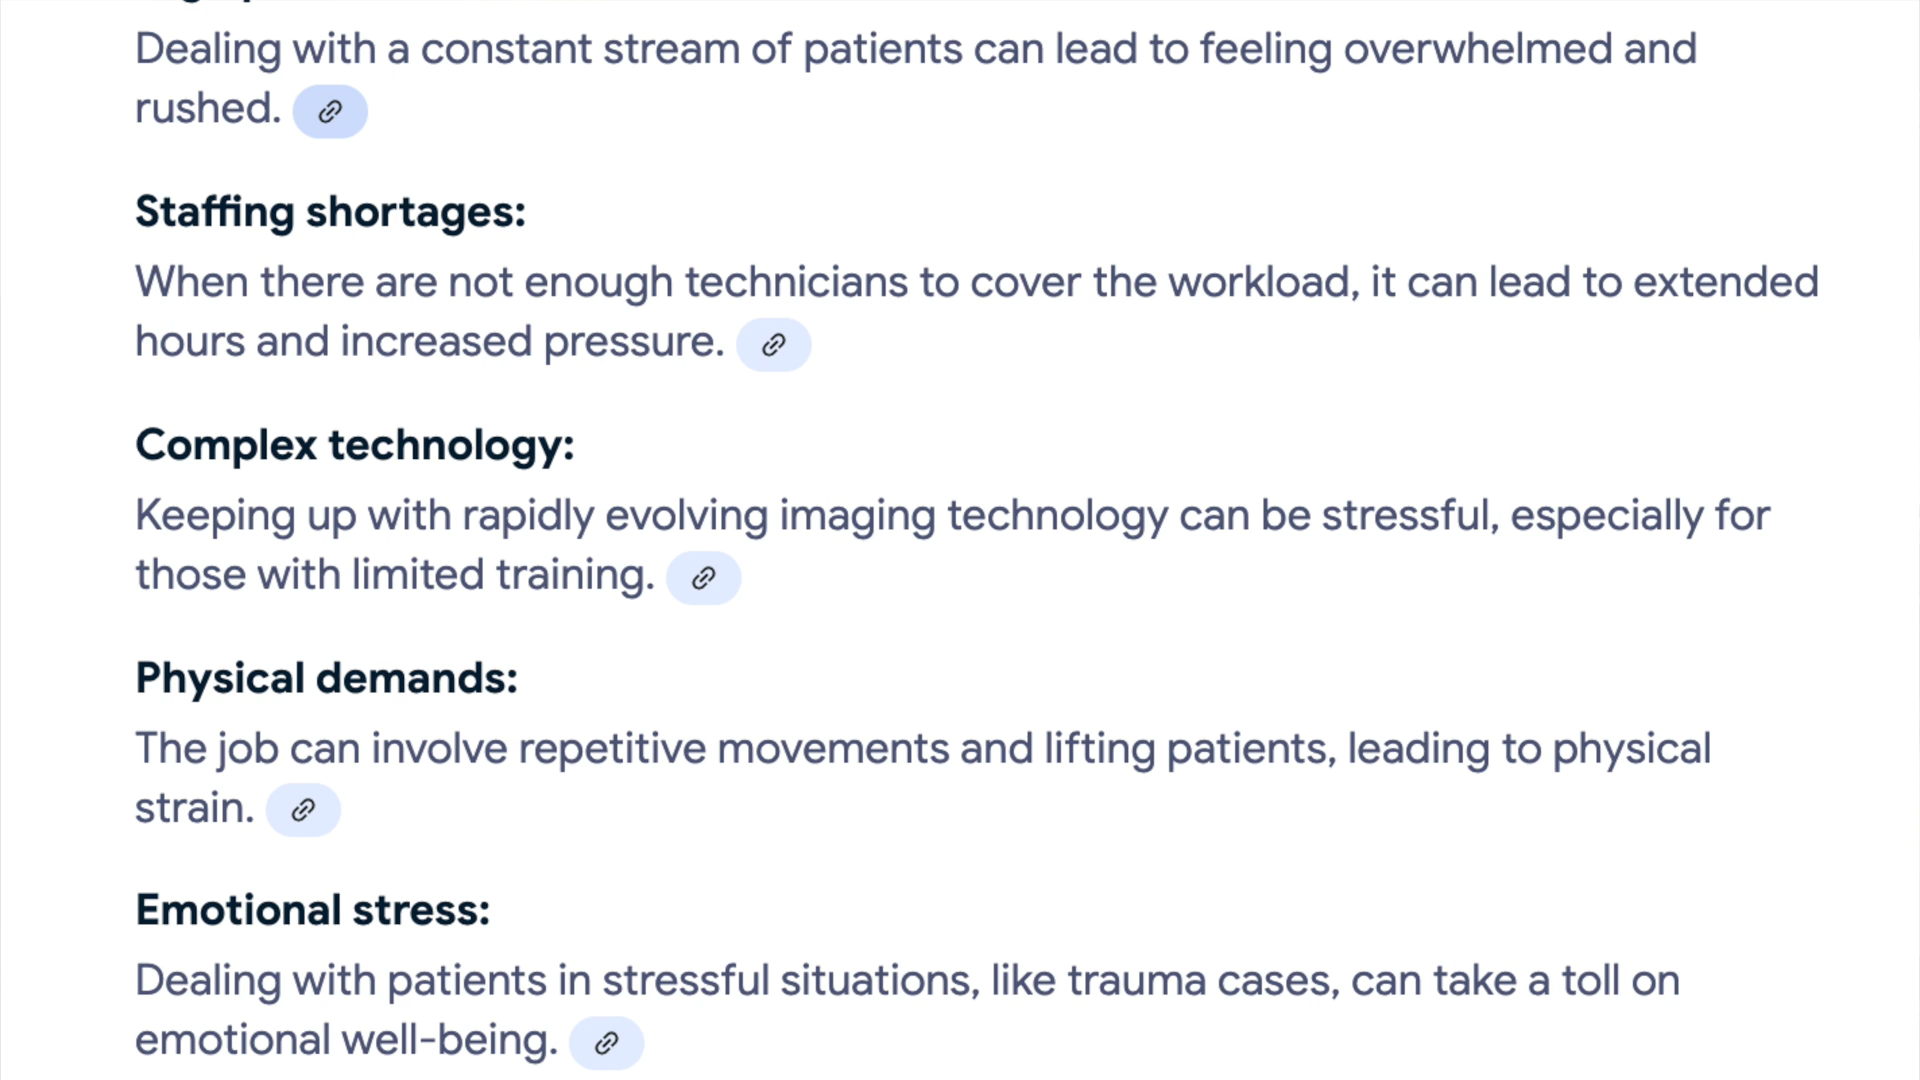 Dealing with a constant stream of patients can lead to feeling overwhelmed and
rushed.
Staffing shortages:
When there are not enough technicians to cover the workload, it can lead to extended
hours and increased pressure.
Complex technology:
Keeping up with rapidly evolving imaging technology can be stressful, especially for
those with limited training.
Physical demands:
The job can involve repetitive movements and lifting patients, leading to physical
strain.
Emotional stress:
Dealing with patients in stressful situations, like trauma cases, can take a toll on
emotional well-being.